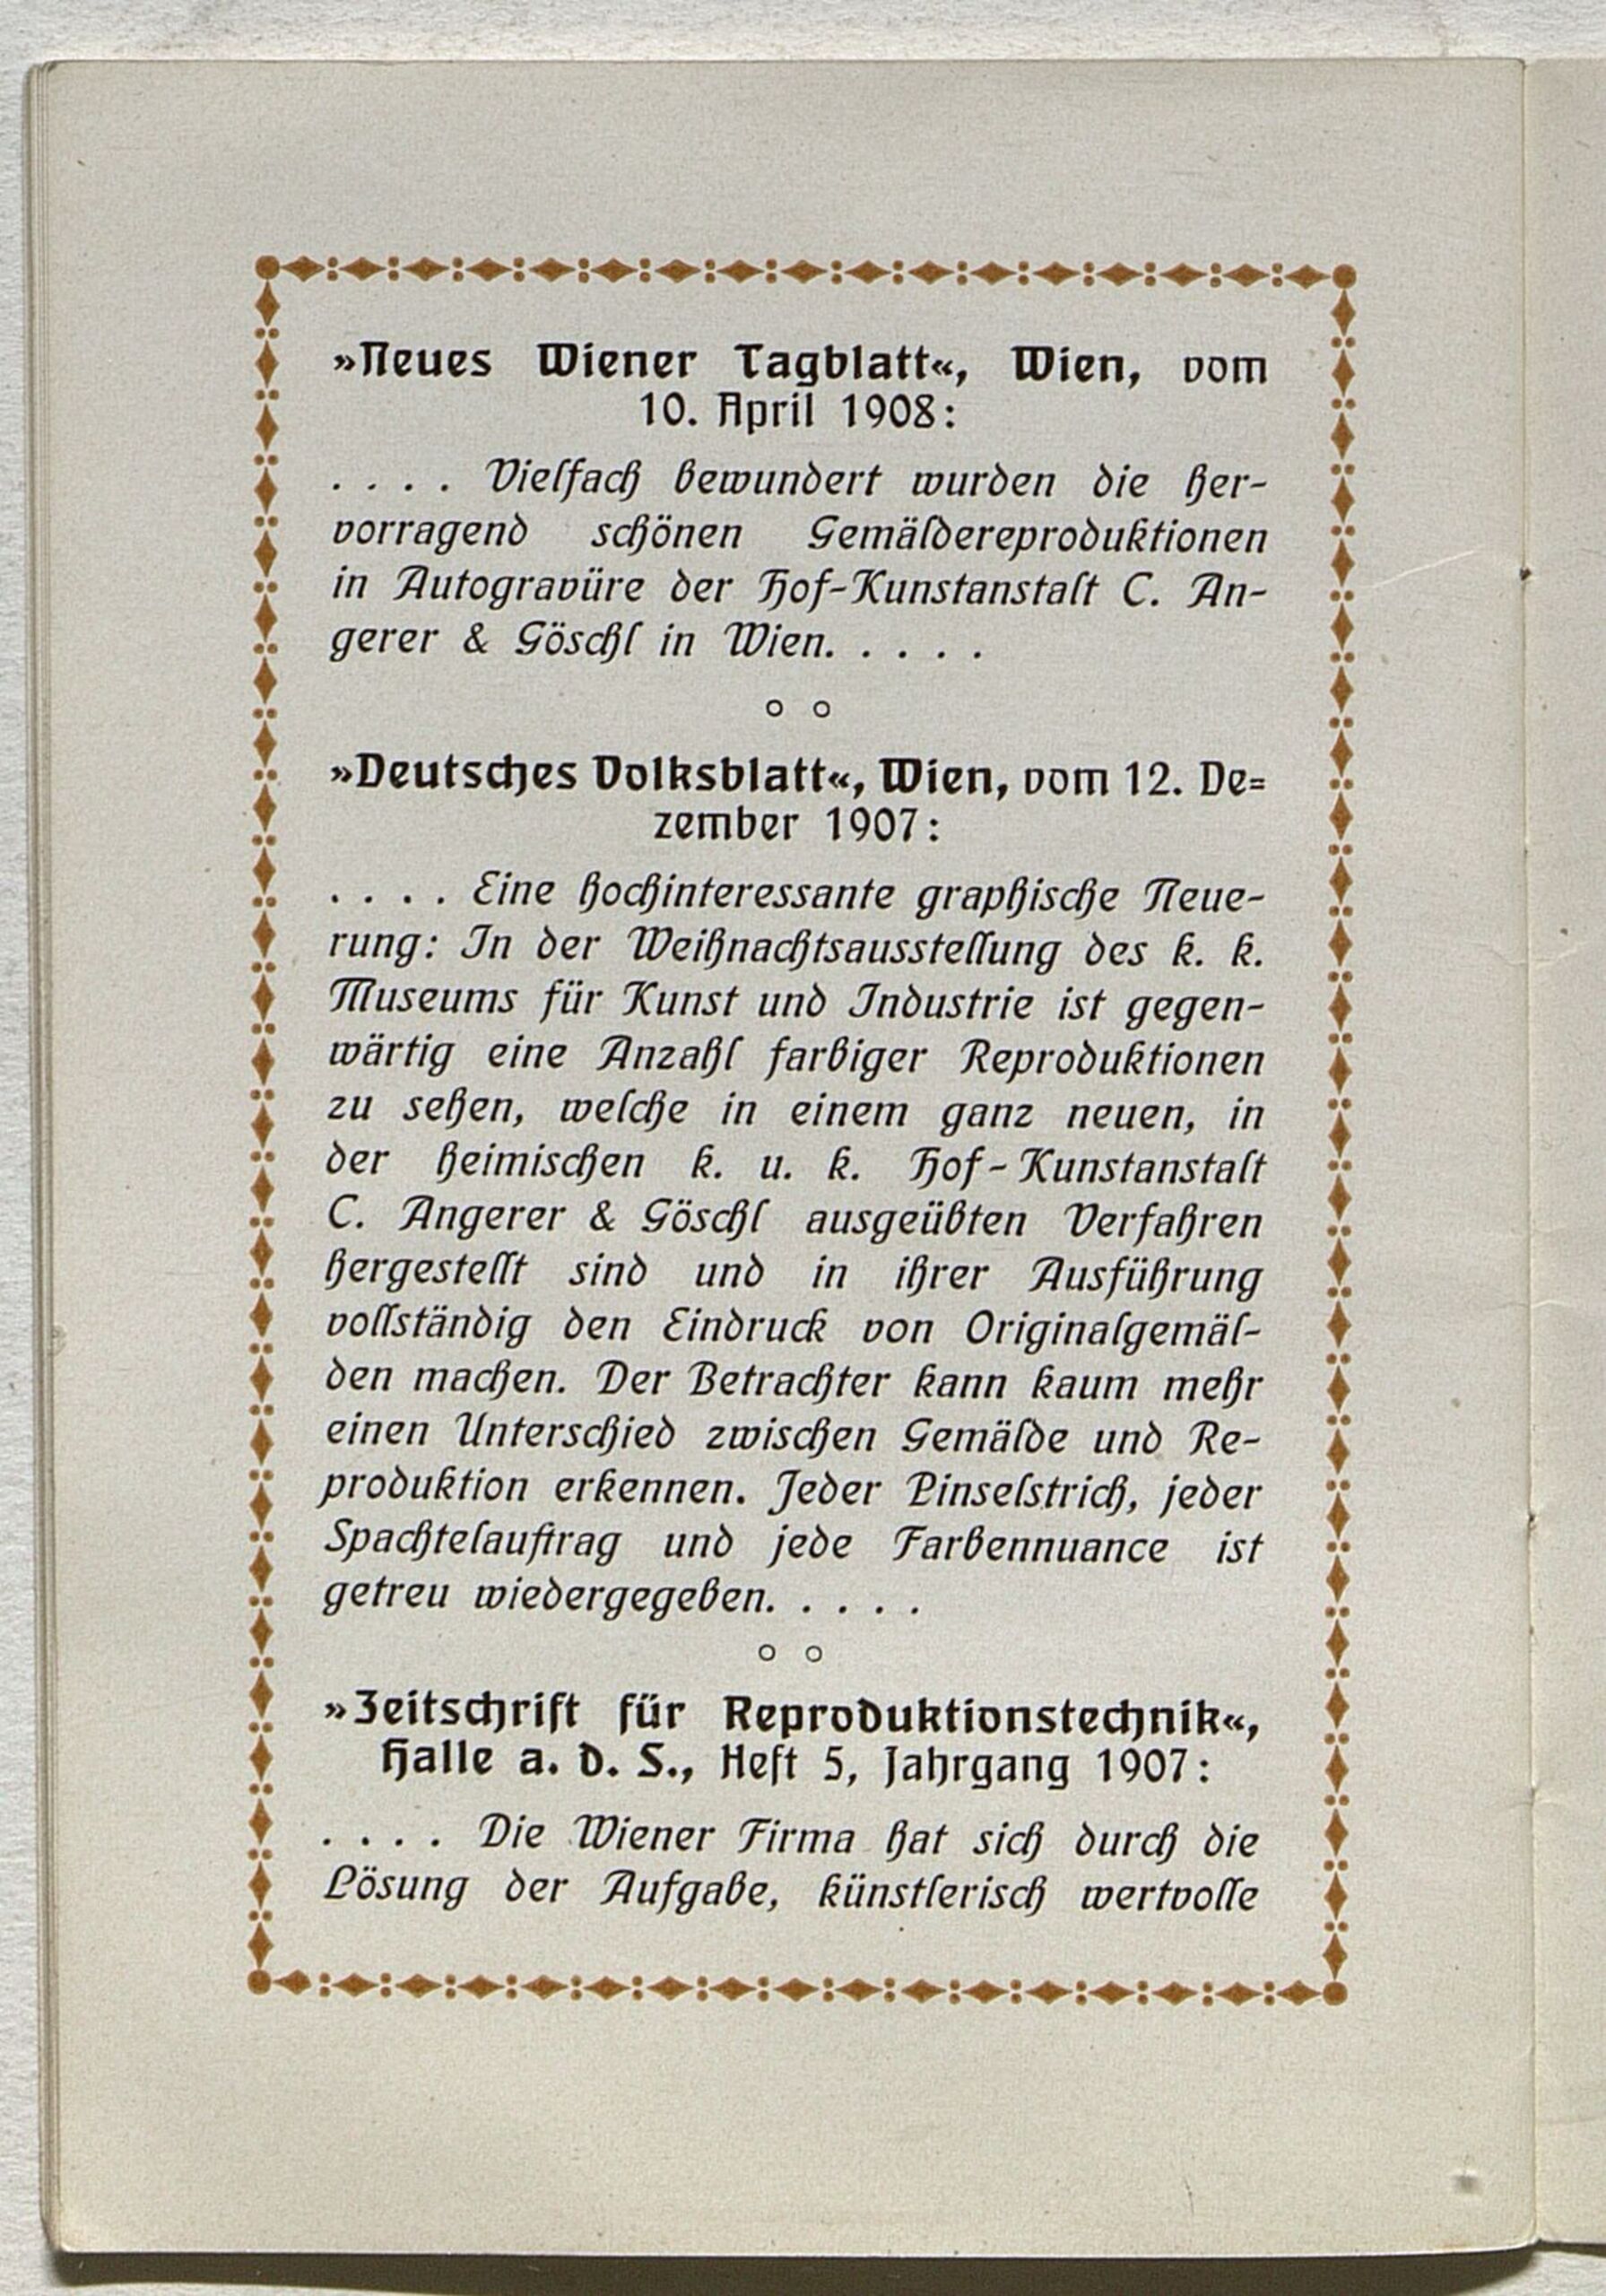 »Neues Wiener Tagblatt«, Wien, vom
10. April 1908:
. . . . Vielfach bewundert wurden die her-
vorragend schönen Gemäldereproduktionen
in Autogravüre der Hof-Kunstanstalt C. An-
gerer & Göschl in Wien. . . . .
»Deutsches Volksblatt«, Wien, vom 12. De=
zember 1907:
. . . . Eine hochinteressante graphische Neue-
rung: In der Weihnachtsausstellung des k. k.
Museums für Kunst und Industrie ist gegen-
wärtig eine Anzahl farbiger Reproduktionen
zu sehen, welche in einem ganz neuen, in
der heimischen k. u. k. Hof-Kunstanstalt
C. Angerer & Göschl ausgeübten Verfahren
hergestellt sind und in ihrer Ausführung
vollständig den Eindruck von Originalgemäl-
den machen. Der Betrachter kann kaum mehr
einen Unterschied zwischen Gemälde und Re-
produktion erkennen. Jeder Pinselstrich, jeder
Spachtelauftrag und jede Farbennuance ist
getreu wiedergegeben. . . . .
»Zeitschrift für Reproduktionstechnik«,
Halle a. d. S., Heft 5, Jahrgang 1907:
. . . . Die Wiener Firma hat sich durch die
Lösung der Aufgabe, künstlerisch wertvolle